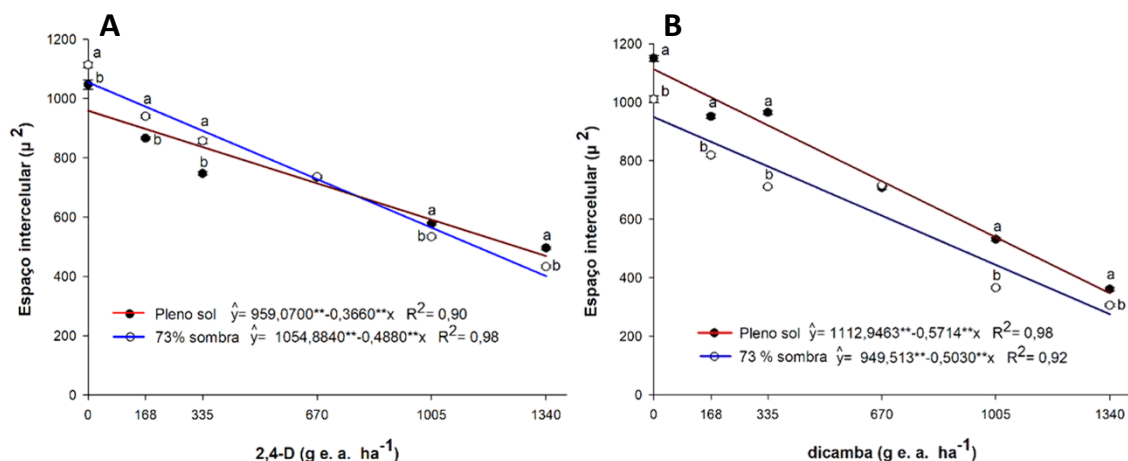 A
Espaço intercelular (µ ²)
1200
1000
800
600
400
200
0
a
b
a
b
a
b
a
b
a
b
Pleno sol ŷ= 959,0700**-0,3660**x R²= 0,90
73% sombra ŷ= 1054,8840**-0,4880**x R²= 0,98
0 168 335 670 1005 1340
2,4-D (g e. a. ha⁻¹)
B
Espaço intercelular (µ ²)
1200
1000
800
600
400
200
0
a
b
a
b
a
b
a
b
a
b
Pleno sol ŷ= 1112,9463**-0,5714**x R²= 0,98
73 % sombra ŷ= 949,513**-0,5030**x R²= 0,92
0 168 335 670 1005 1340
dicamba (g e. a. ha⁻¹)